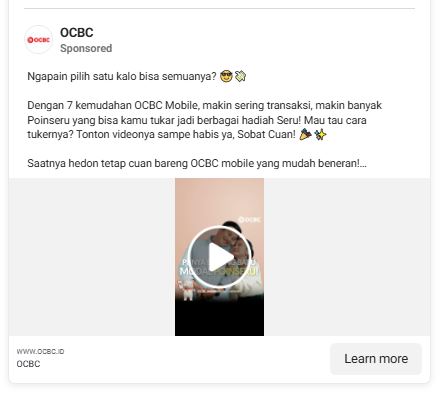 OCBC
Sponsored
OCBC
Ngapain pilih satu kalo bisa semuanya? 😎💸
Dengan 7 kemudahan OCBC Mobile, makin sering transaksi, makin banyak
Poinseru yang bisa kamu tukar jadi berbagai hadiah Seru! Mau tau cara
tukernya? Tonton videonya sampe habis ya, Sobat Cuan! 🎉✨
Saatnya hedon tetap cuan bareng OCBC mobile yang mudah beneran!...
OCBC
WWW.OCBC.ID
OCBC
Learn more